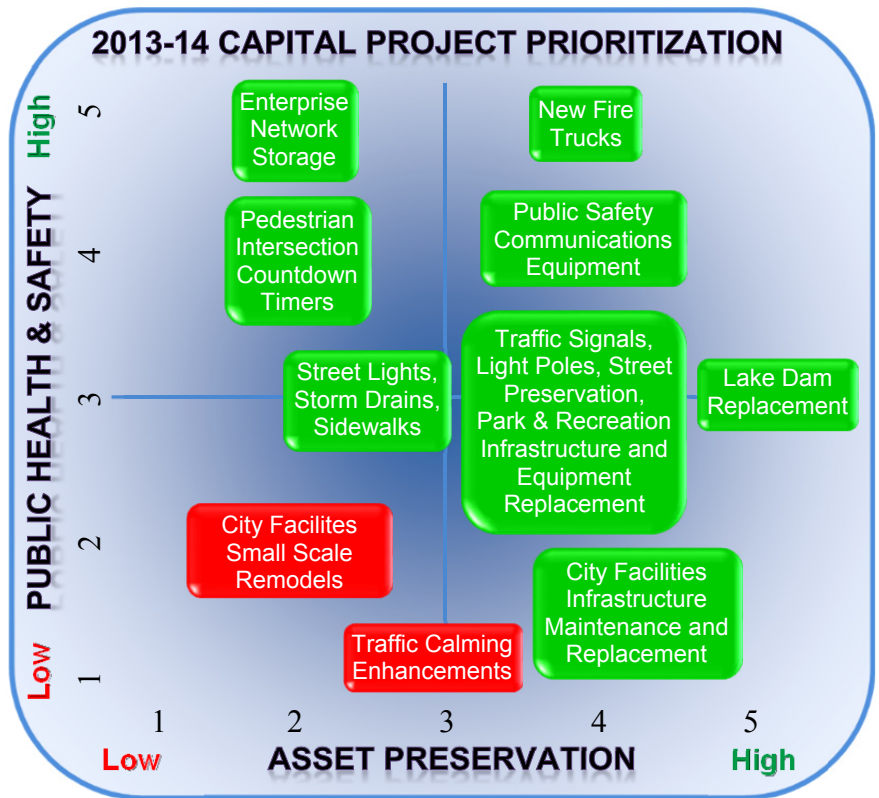 2013-14 CAPITAL PROJECT PRIORITIZATION
High
PUBLIC HEALTH & SAFETY
Low
5
4
3
2
1
Enterprise
Network
Storage
New Fire
Trucks
Pedestrian
Intersection
Countdown
Timers
Public Safety
Communications
Equipment
Street Lights,
Storm Drains,
Sidewalks
Traffic Signals,
Light Poles, Street
Preservation,
Park & Recreation
Infrastructure and
Equipment
Replacement
Lake Dam
Replacement
City Facilites
Small Scale
Remodels
City Facilities
Infrastructure
Maintenance and
Replacement
Traffic Calming
Enhancements
1 2 3 4 5
Low ASSET PRESERVATION High